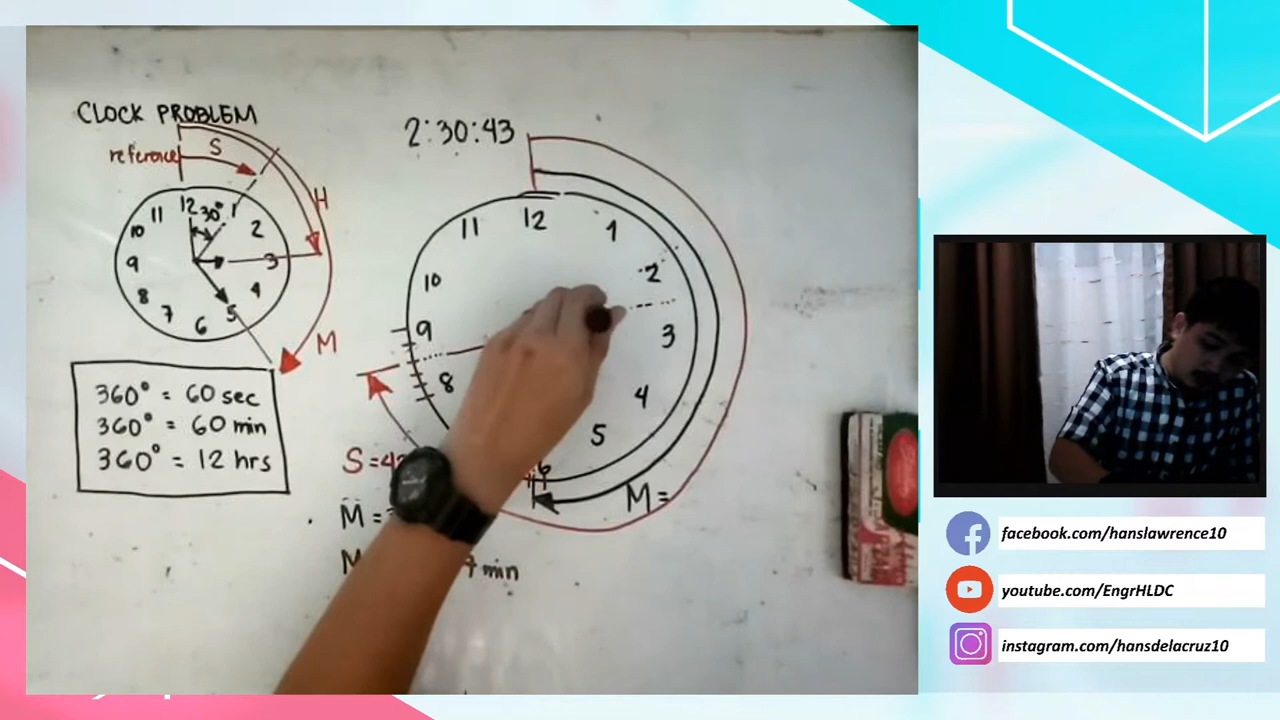 CLOCK PROBLEM
reference
S
H
M
12
30°
1
2
3
4
5
6
7
8
9
10
11
360° = 60 sec
360° = 60 min
360° = 12 hrs
2:30:43
12
1
2
3
4
5
6
8
9
10
11
M =
S =
M =
M
min
facebook.com/hanslawrence10
youtube.com/EngrHLDC
instagram.com/hansdelacruz10